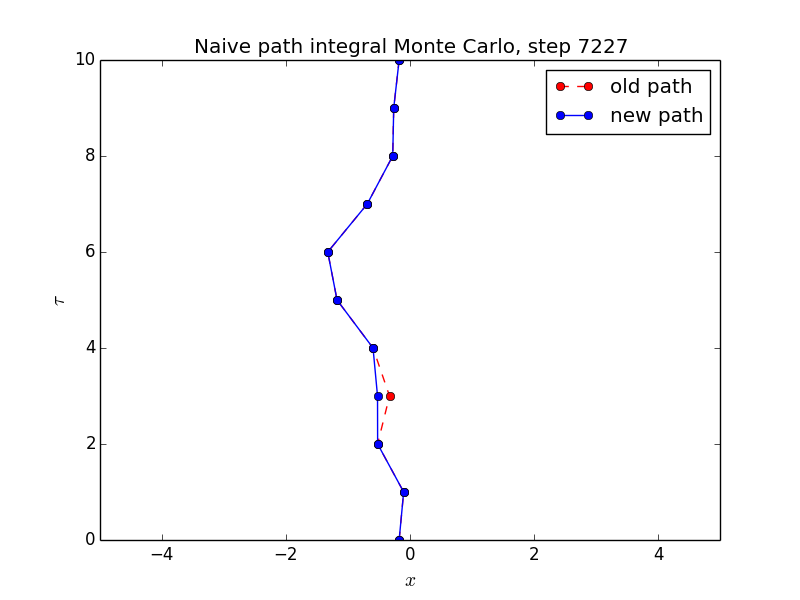 Naive path integral Monte Carlo, step 7227
old path
new path
10
8
6
4
2
0
τ
−4 −2 0 2 4
x